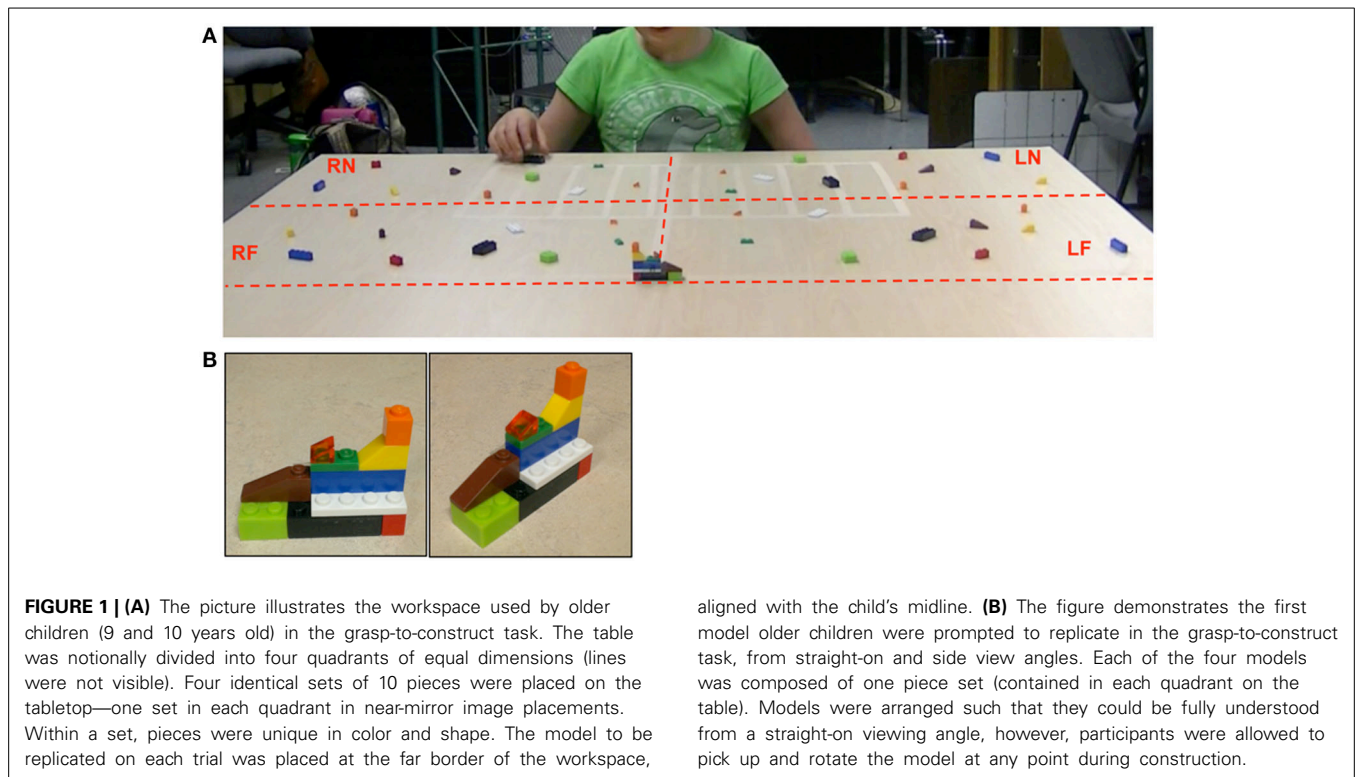 A
RN
LN
RF
LF
B
FIGURE 1 | (A) The picture illustrates the workspace used by older
children (9 and 10 years old) in the grasp-to-construct task. The table
was notionally divided into four quadrants of equal dimensions (lines
were not visible). Four identical sets of 10 pieces were placed on the
tabletop—one set in each quadrant in near-mirror image placements.
Within a set, pieces were unique in color and shape. The model to be
replicated on each trial was placed at the far border of the workspace,
aligned with the child's midline. (B) The figure demonstrates the first
model older children were prompted to replicate in the grasp-to-construct
task, from straight-on and side view angles. Each of the four models
was composed of one piece set (contained in each quadrant on the
table). Models were arranged such that they could be fully understood
from a straight-on viewing angle, however, participants were allowed to
pick up and rotate the model at any point during construction.